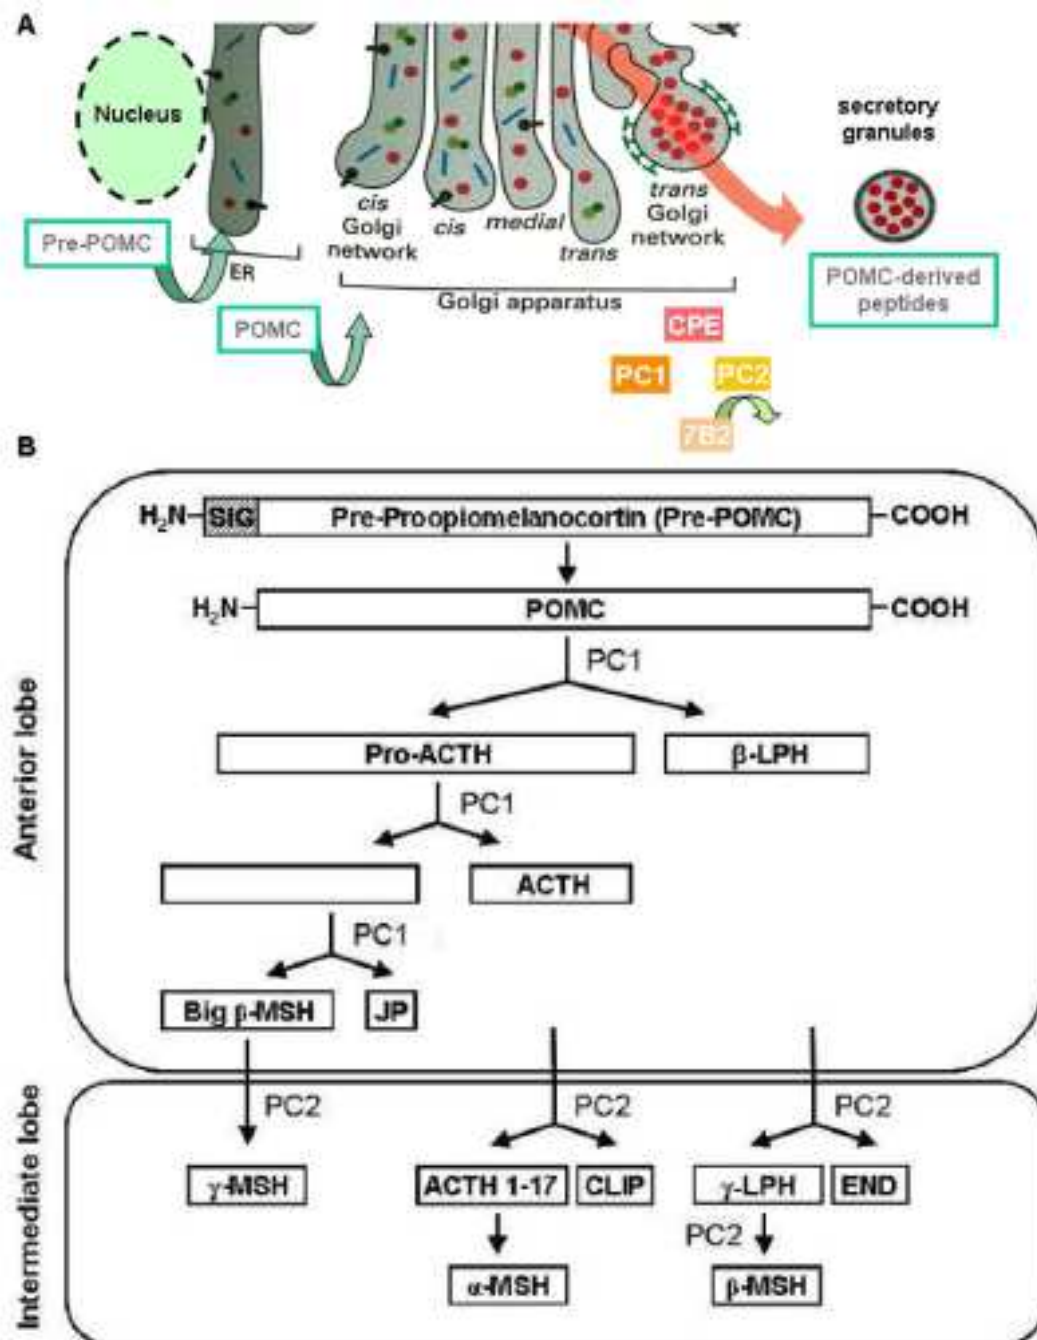 A
Nucleus
secretory
granules
cis
Golgi
network
cis
medial
trans
trans
Golgi
network
Pre-POMC
ER
POMC-derived
peptides
Golgi apparatus
POMC
CPE
PC1
PC2
7B2
B
Anterior lobe
H₂N
SIG
Pre-Proopiomelanocortin (Pre-POMC)
COOH
H₂N
POMC
COOH
PC1
Pro-ACTH
β-LPH
PC1
ACTH
PC1
Big β-MSH
JP
Intermediate lobe
PC2
PC2
PC2
γ-MSH
ACTH 1-17
CLIP
γ-LPH
END
PC2
α-MSH
β-MSH